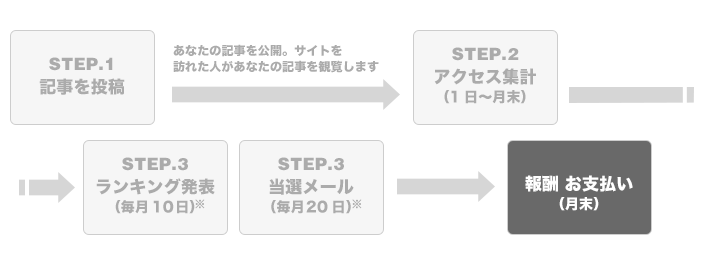 STEP.1
記事を投稿
あなたの記事を公開。サイトを
訪れた人があなたの記事を観覧します
STEP.2
アクセス集計
(1日〜月末)
STEP.3
ランキング発表
(毎月10日)※
STEP.3
当選メール
(毎月20日)※
報酬 お支払い
(月末)